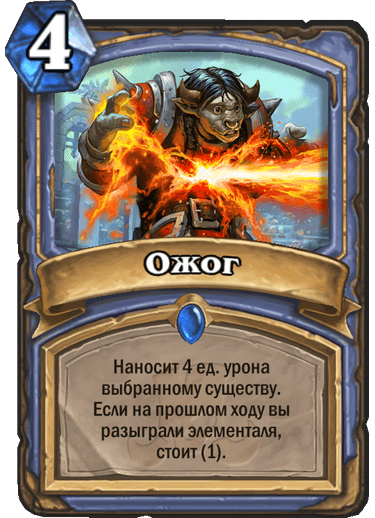 4
Ожог
Наносит 4 ед. урона
выбранному существу.
Если на прошлом ходу вы
разыграли элементаля,
стоит (1).